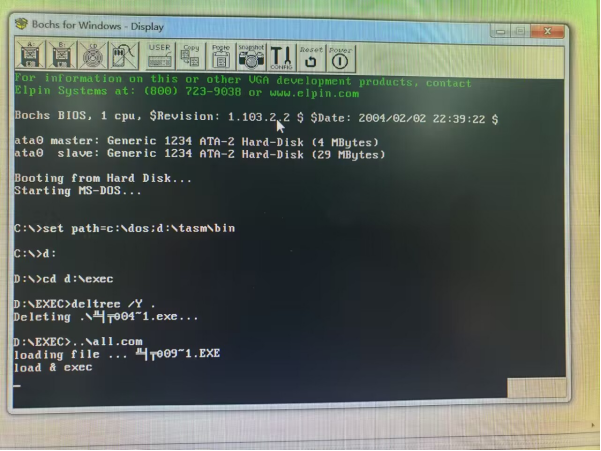 Bochs for Windows - Display
A: B: CD USER Copy Paste Snapshot CONFIG Reset Power
For information on this or other VGA development products, contact
Elpin Systems at: (800) 723-9038 or www.elpin.com
Bochs BIOS, 1 cpu, $Revision: 1.103.2.2 $ $Date: 2004/02/02 22:39:22 $
ata0 master: Generic 1234 ATA-2 Hard-Disk (4 MBytes)
ata0 slave: Generic 1234 ATA-2 Hard-Disk (29 MBytes)
Booting from Hard Disk...
Starting MS-DOS...
C:\>set path=c:\dos;d:\tasm\bin
C:\>d:
D:\>cd d:\exec
D:\EXEC>deltree /Y .
Deleting .\╩╡╤004~1.exe...
D:\EXEC>..\all.com
loading file ... ╩╡╤009~1.EXE
load & exec